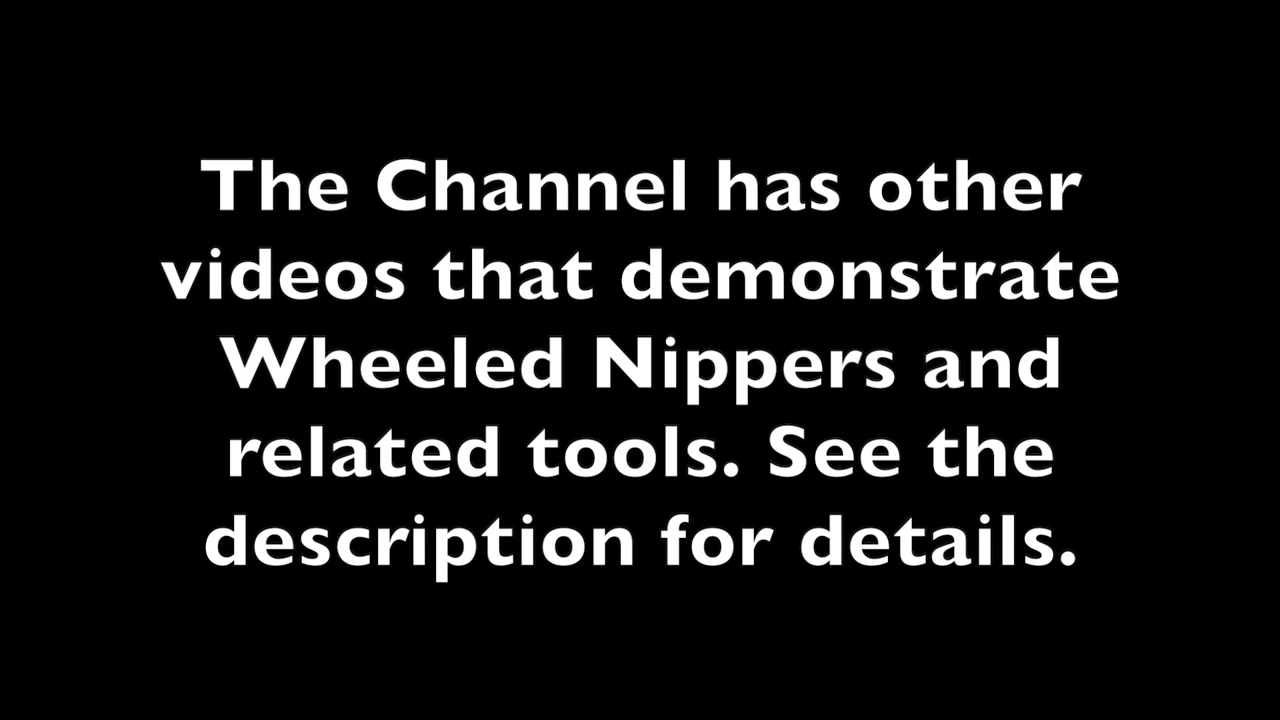 The Channel has other
videos that demonstrate
Wheeled Nippers and
related tools. See the
description for details.